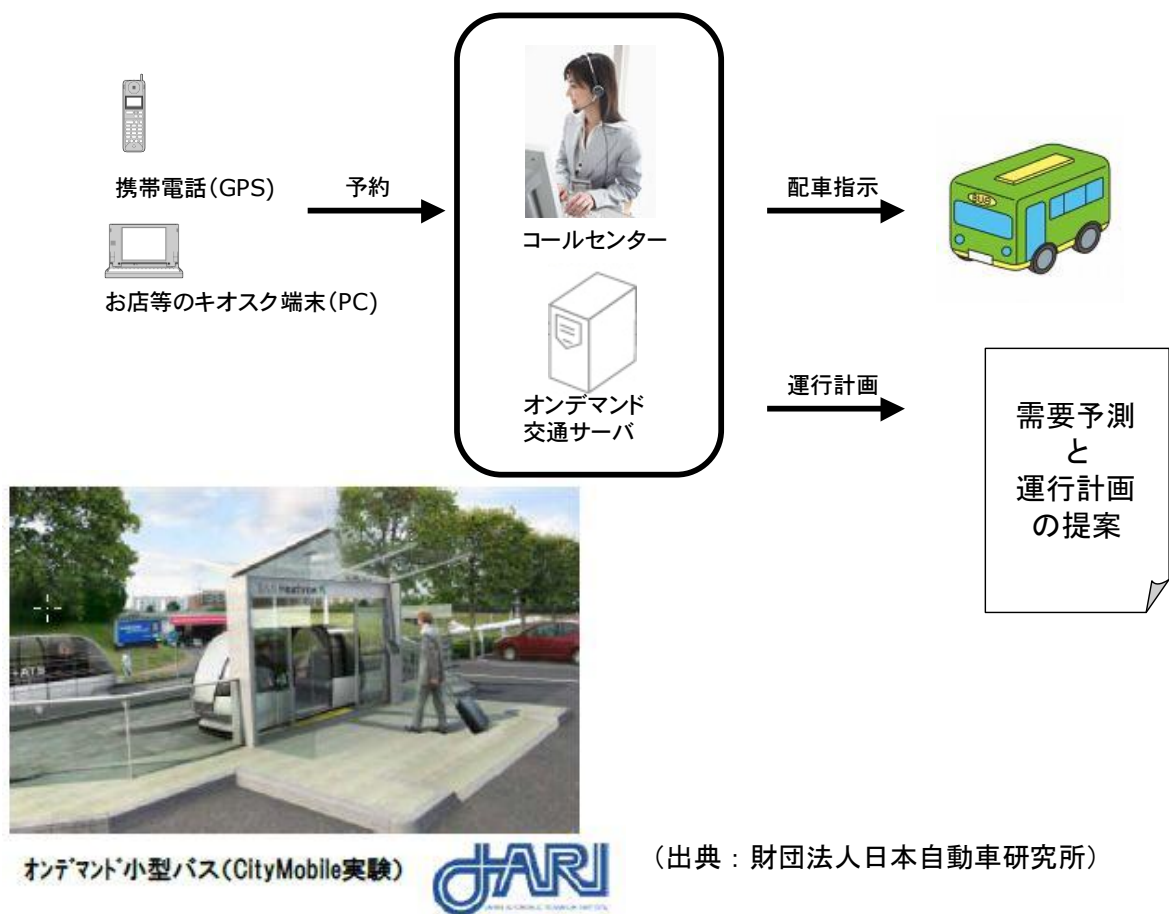 携帯電話(GPS)
予約
お店等のキオスク端末(PC)
コールセンター
オンデマンド
交通サーバ
配車指示
BUS
運行計画
需要予測
と
運行計画
の提案
オンデマンド小型バス(CityMobile実験)
JARI
(出典：財団法人日本自動車研究所)